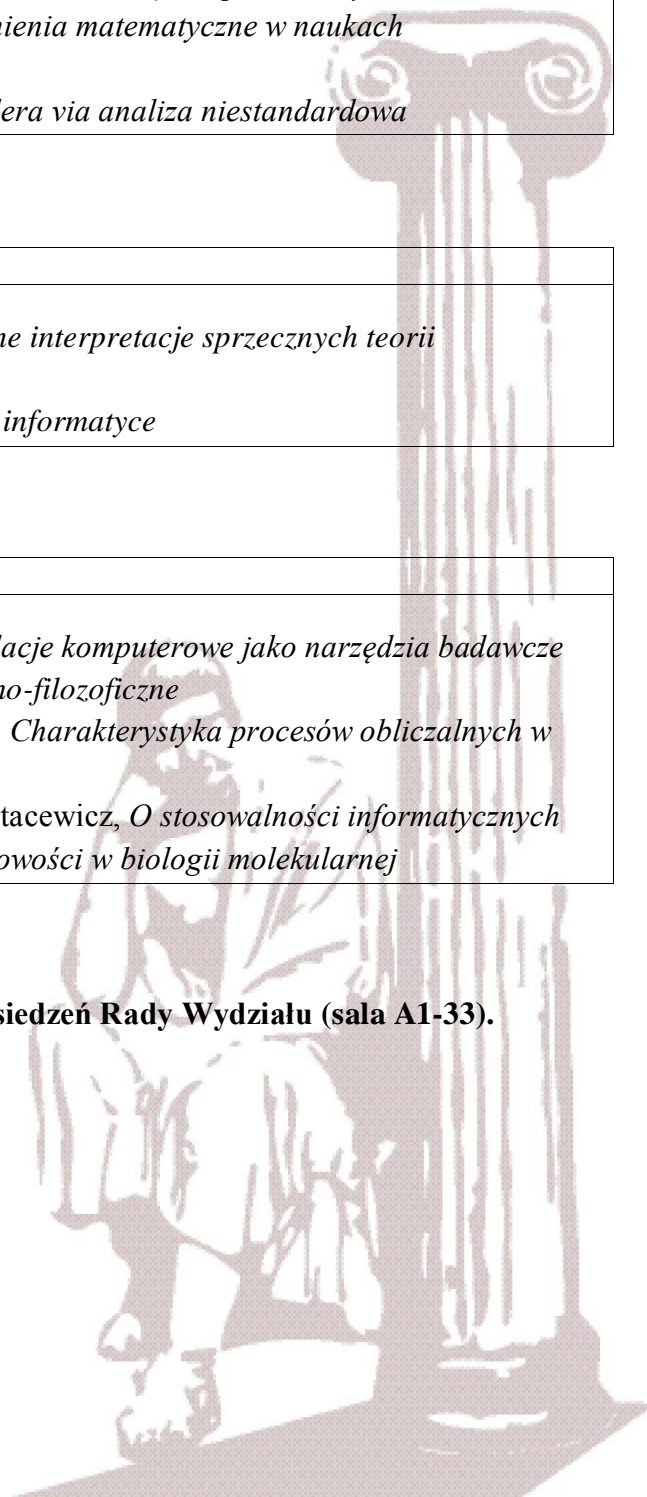 nienia matematyczne w naukach
lera via analiza niestandardowa
ne interpretacje sprzecznych teorii
informatyce
lacje komputerowe jako narzędzia badawcze
no-filozoficzne
Charakterystyka procesów obliczalnych w
tacewicz, O stosowalności informatycznych
owości w biologii molekularnej
siedzeń Rady Wydziału (sala A1-33).